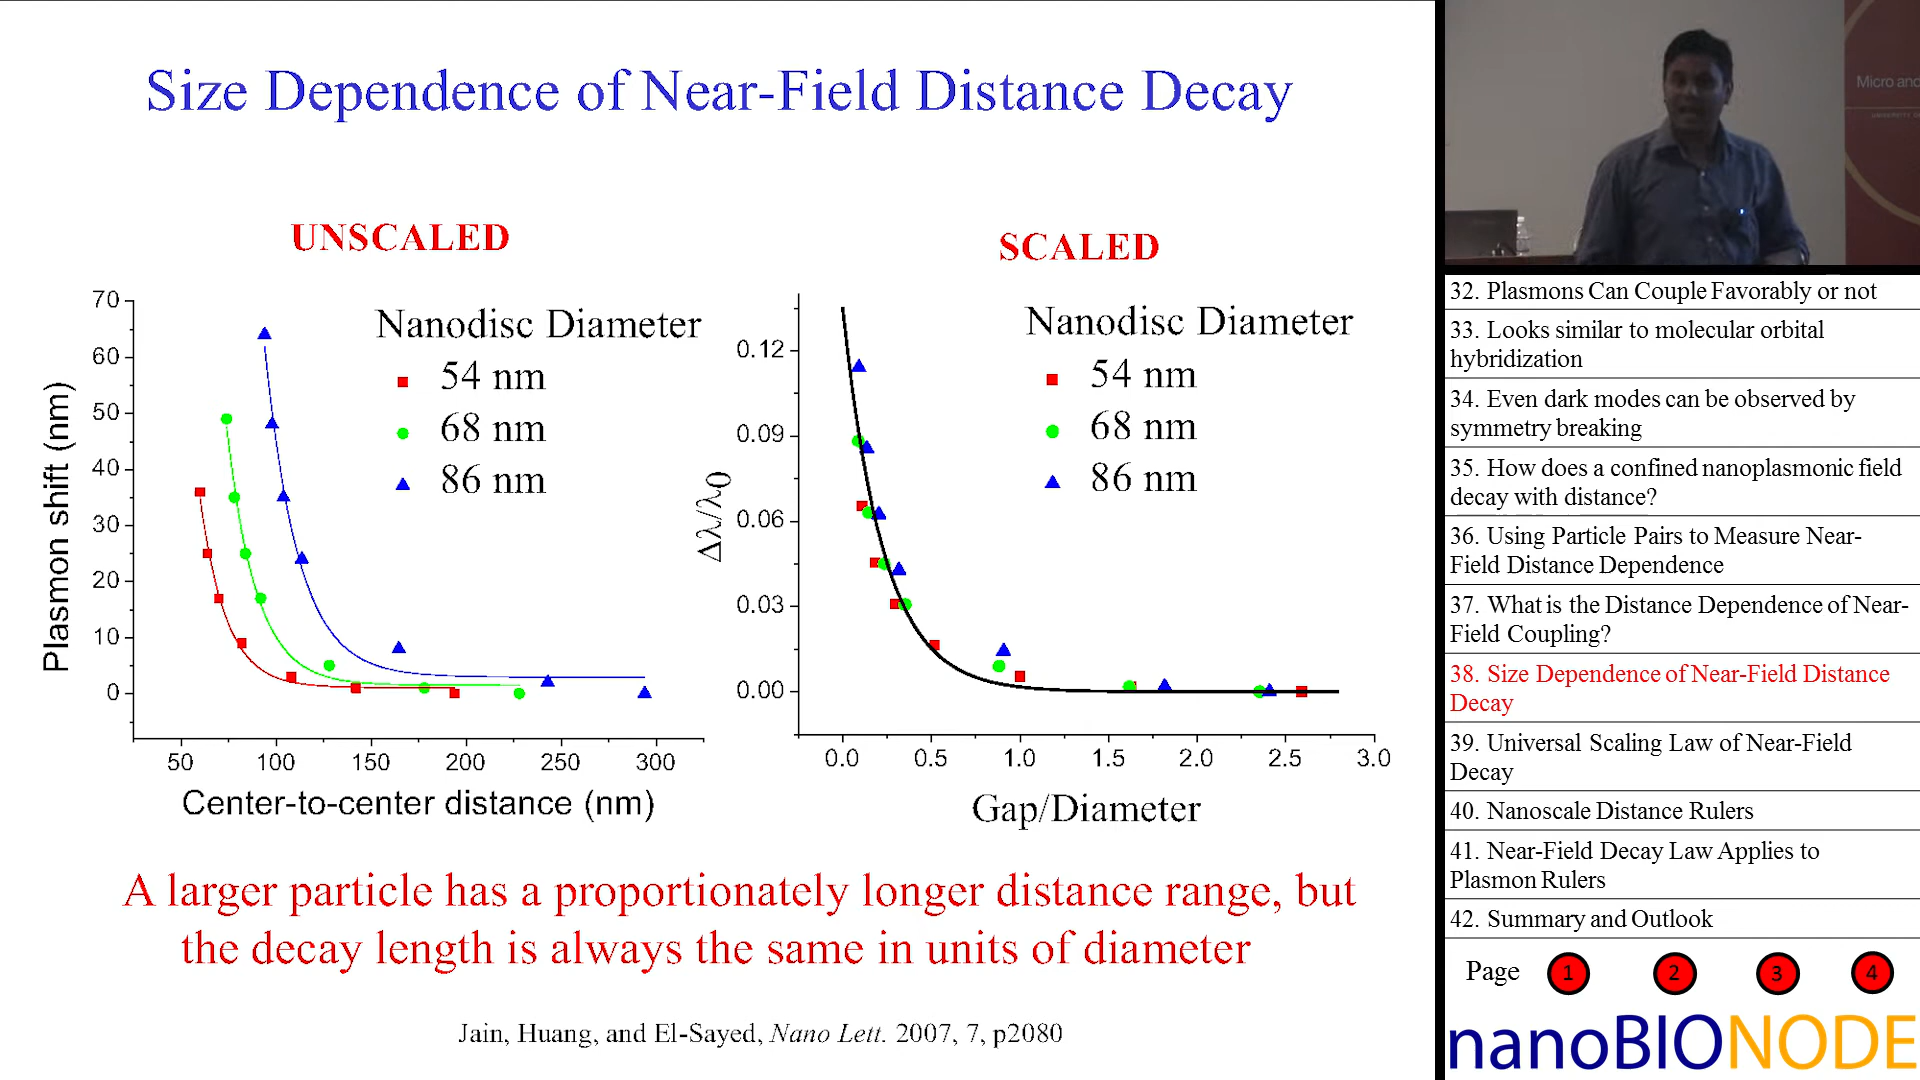 Size Dependence of Near-Field Distance Decay
UNSCALED
70
60
50
40
30
20
10
0
Plasmon shift (nm)
Nanodisc Diameter
54 nm
68 nm
86 nm
50 100 150 200 250 300
Center-to-center distance (nm)
SCALED
0.12
0.09
0.06
0.03
0.00
Δλ/λ0
Nanodisc Diameter
54 nm
68 nm
86 nm
0.0 0.5 1.0 1.5 2.0 2.5 3.0
Gap/Diameter
A larger particle has a proportionately longer distance range, but
the decay length is always the same in units of diameter
Jain, Huang, and El-Sayed, Nano Lett. 2007, 7, p2080
Micro and
32. Plasmons Can Couple Favorably or not
33. Looks similar to molecular orbital
hybridization
34. Even dark modes can be observed by
symmetry breaking
35. How does a confined nanoplasmonic field
decay with distance?
36. Using Particle Pairs to Measure Near-
Field Distance Dependence
37. What is the Distance Dependence of Near-
Field Coupling?
38. Size Dependence of Near-Field Distance
Decay
39. Universal Scaling Law of Near-Field
Decay
40. Nanoscale Distance Rulers
41. Near-Field Decay Law Applies to
Plasmon Rulers
42. Summary and Outlook
Page 1 2 3 4
nanoBIONODE